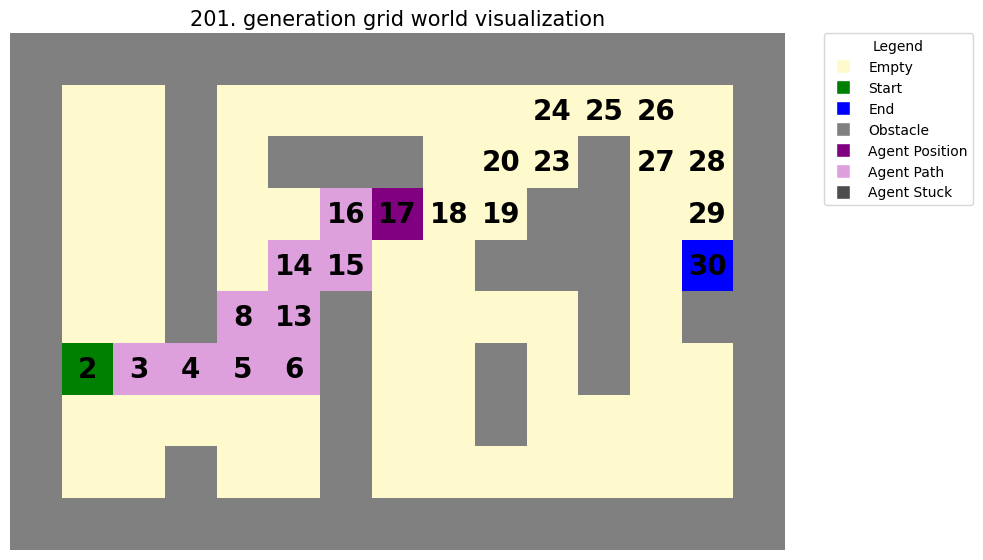 201. generation grid world visualization
24 25 26
20 23 27 28
16 17 18 19 29
14 15 30
8 13
2 3 4 5 6
Legend
Empty
Start
End
Obstacle
Agent Position
Agent Path
Agent Stuck